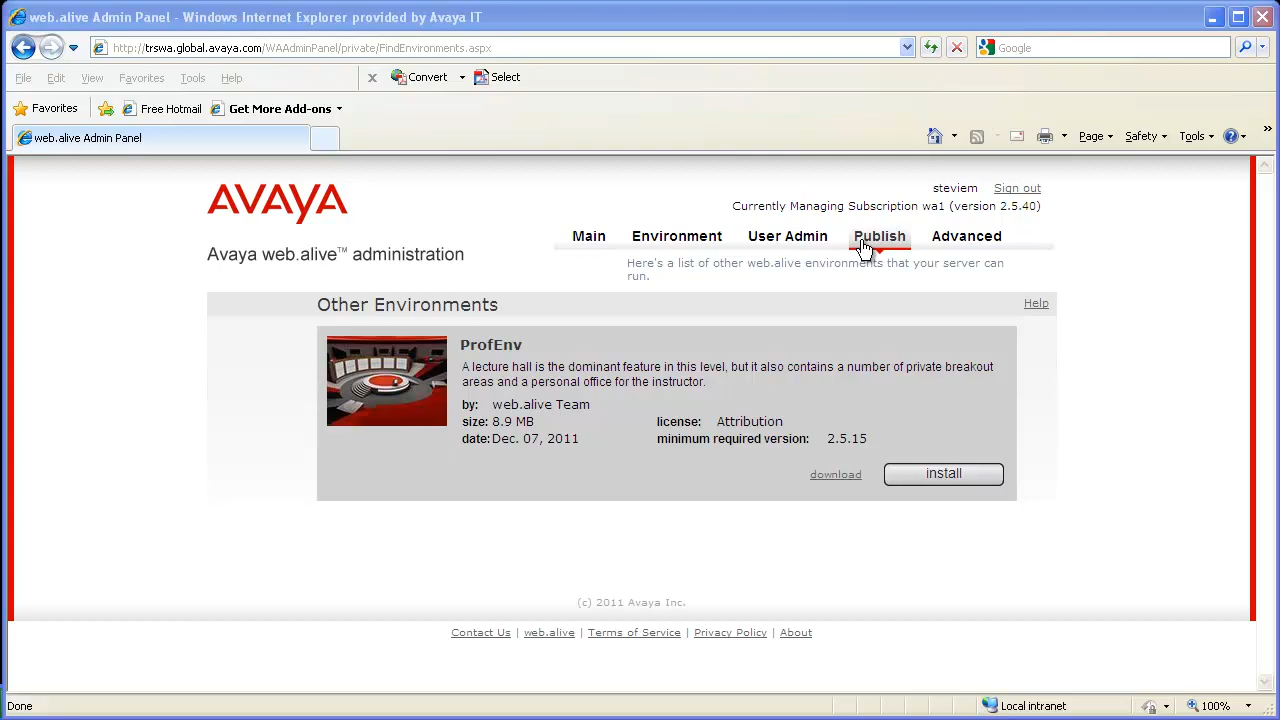 web.alive Admin Panel - Windows Internet Explorer provided by Avaya IT
http://trswa.global.avaya.com/WAAdminPanel/private/FindEnvironments.aspx
Google
File Edit View Favorites Tools Help
Convert Select
Favorites Free Hotmail Get More Add-ons
web.alive Admin Panel
Page Safety Tools
AVAYA
steviem Sign out
Currently Managing Subscription wa1 (version 2.5.40)
Main Environment User Admin Publish Advanced
Avaya web.alive™ administration
Here's a list of other web.alive environments that your server can
run.
Other Environments Help
ProfEnv
A lecture hall is the dominant feature in this level, but it also contains a number of private breakout
areas and a personal office for the instructor.
by: web.alive Team
size: 8.9 MB license: Attribution
date: Dec. 07, 2011 minimum required version: 2.5.15
download install
(c) 2011 Avaya Inc.
Contact Us | web.alive | Terms of Service | Privacy Policy | About
Done Local intranet 100%